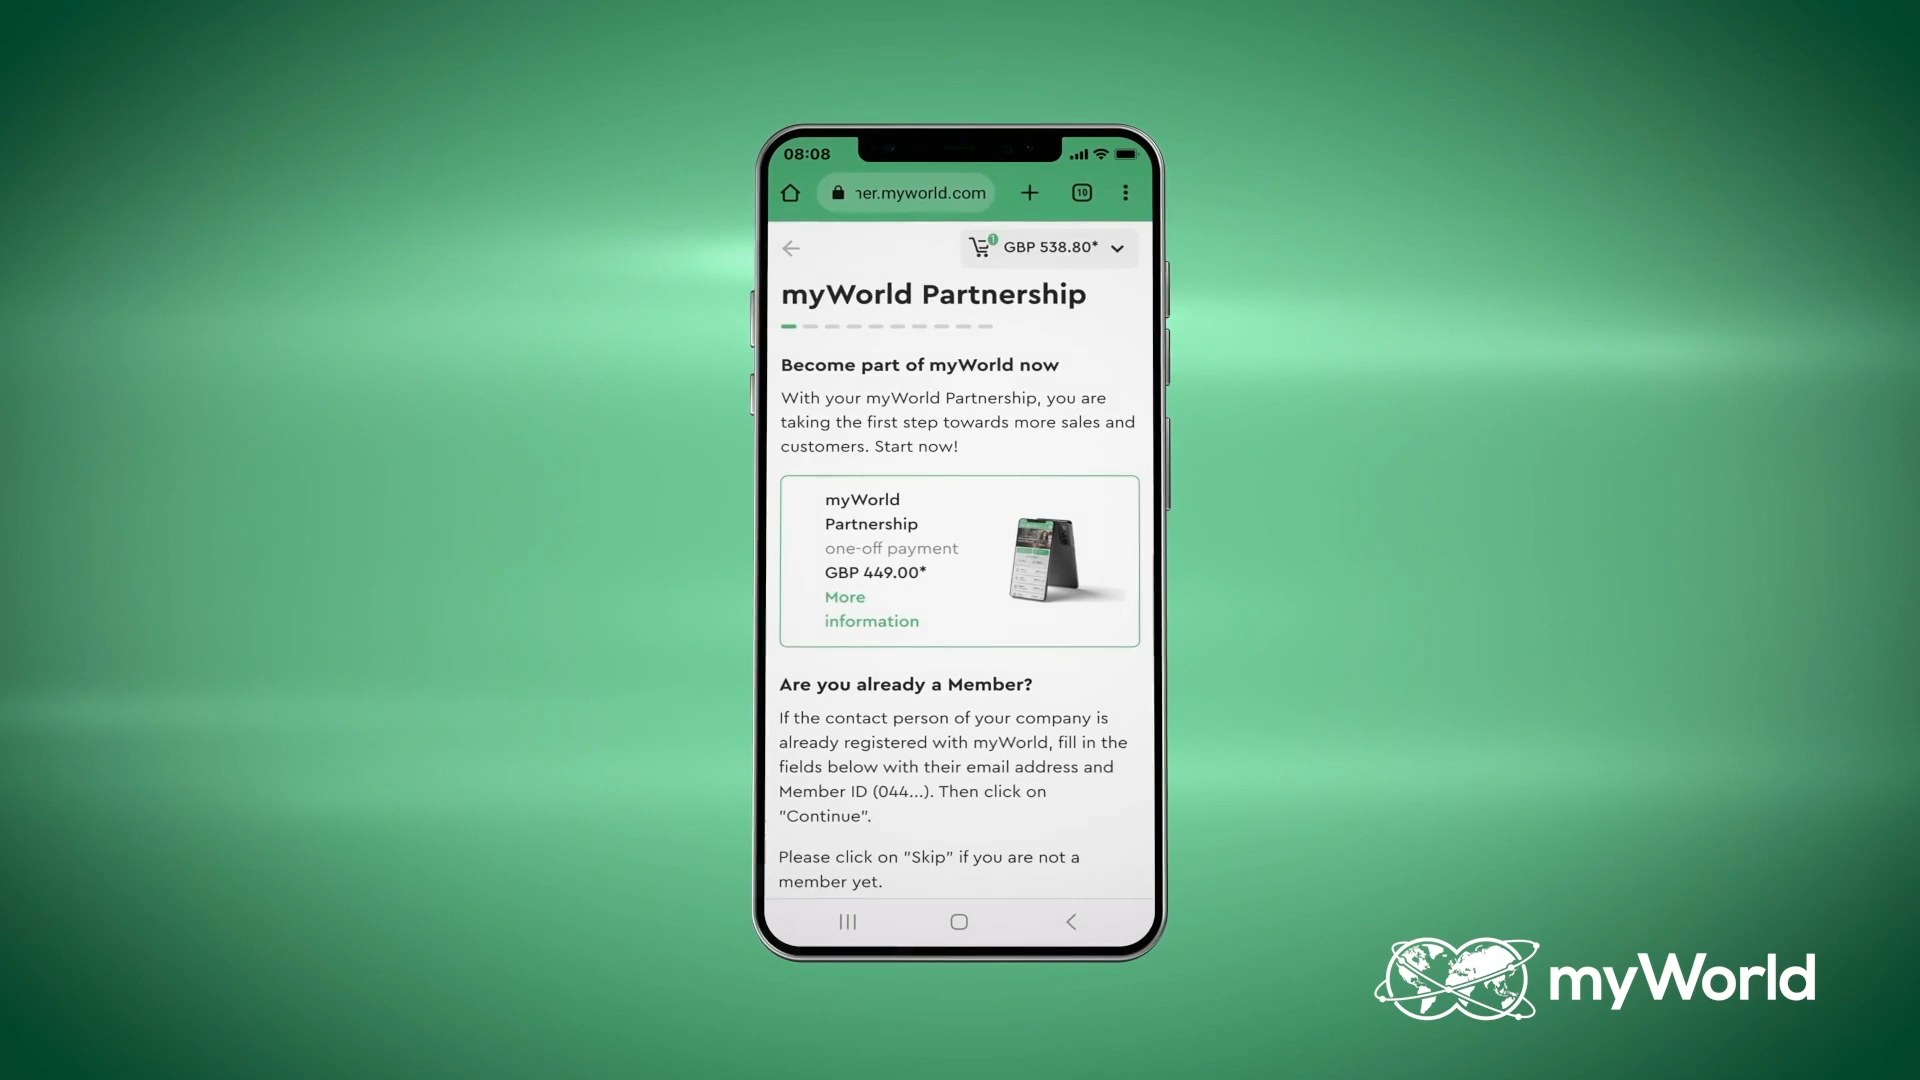 08:08
ner.myworld.com
10
1
GBP 538.80*
myWorld Partnership
Become part of myWorld now
With your myWorld Partnership, you are
taking the first step towards more sales and
customers. Start now!
myWorld
Partnership
one-off payment
GBP 449.00*
More
information
Are you already a Member?
If the contact person of your company is
already registered with myWorld, fill in the
fields below with their email address and
Member ID (044...). Then click on
"Continue".
Please click on "Skip" if you are not a
member yet.
myWorld